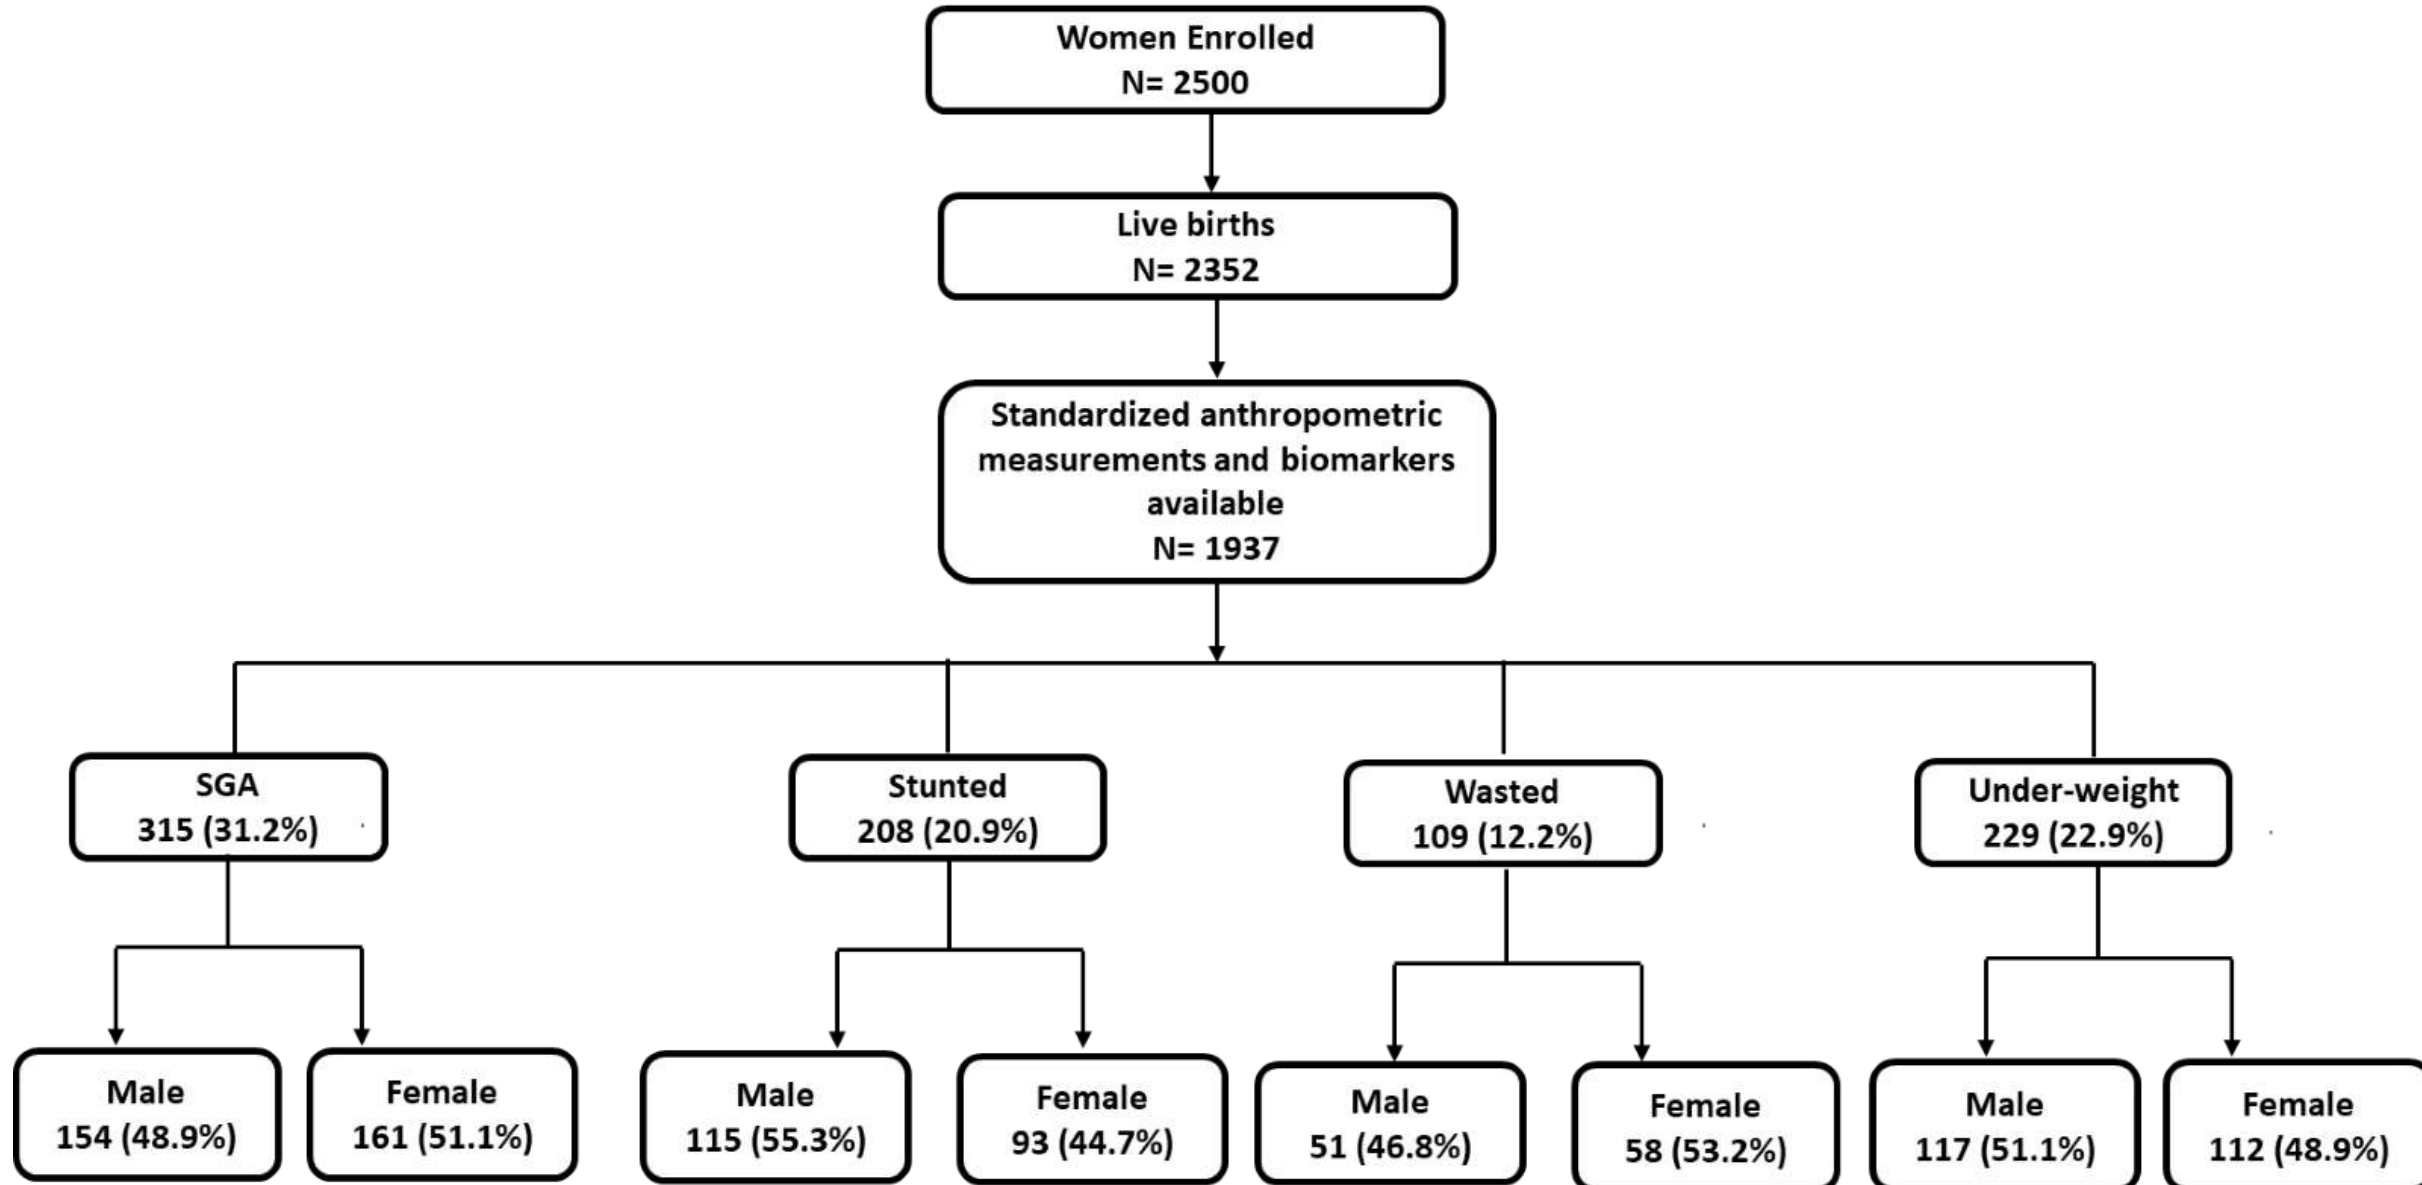 Women Enrolled
N= 2500
Live births
N= 2352
Standardized anthropometric
measurements and biomarkers
available
N= 1937
SGA
315 (31.2%)
Stunted
208 (20.9%)
Wasted
109 (12.2%)
Under-weight
229 (22.9%)
Male
154 (48.9%)
Female
161 (51.1%)
Male
115 (55.3%)
Female
93 (44.7%)
Male
51 (46.8%)
Female
58 (53.2%)
Male
117 (51.1%)
Female
112 (48.9%)